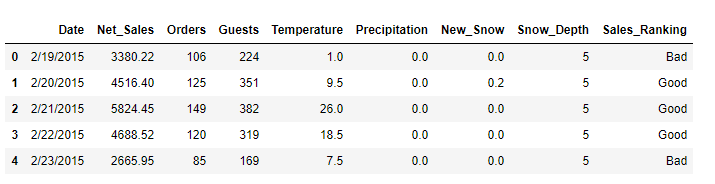 Date Net_Sales Orders Guests Temperature Precipitation New_Snow Snow_Depth Sales_Ranking
0 2/19/2015 3380.22 106 224 1.0 0.0 0.0 5 Bad
1 2/20/2015 4516.40 125 351 9.5 0.0 0.2 5 Good
2 2/21/2015 5824.45 149 382 26.0 0.0 0.0 5 Good
3 2/22/2015 4688.52 120 319 18.5 0.0 0.0 5 Good
4 2/23/2015 2665.95 85 169 7.5 0.0 0.0 5 Bad